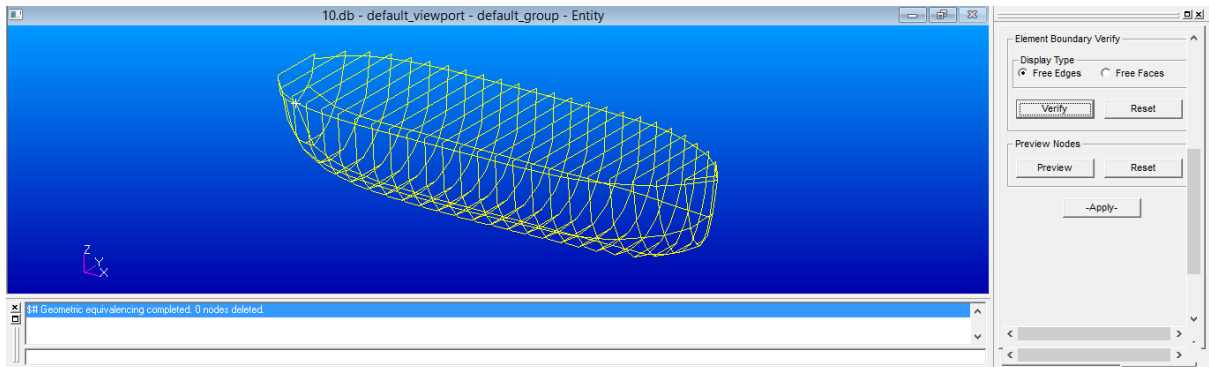 10.db - default_viewport - default_group - Entity
Element Boundary Verify
Display Type
Free Edges Free Faces
Verify Reset
Preview Nodes
Preview Reset
-Apply-
Z
Y
X
$# Geometric equivalencing completed. 0 nodes deleted.